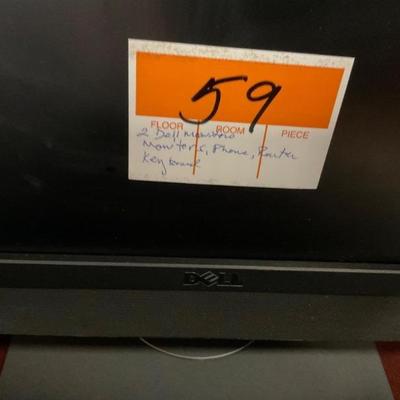 59
FLOOR ROOM PIECE
2 Dell Monitors
Monitors, Phone, Router
Keyboard
DELL